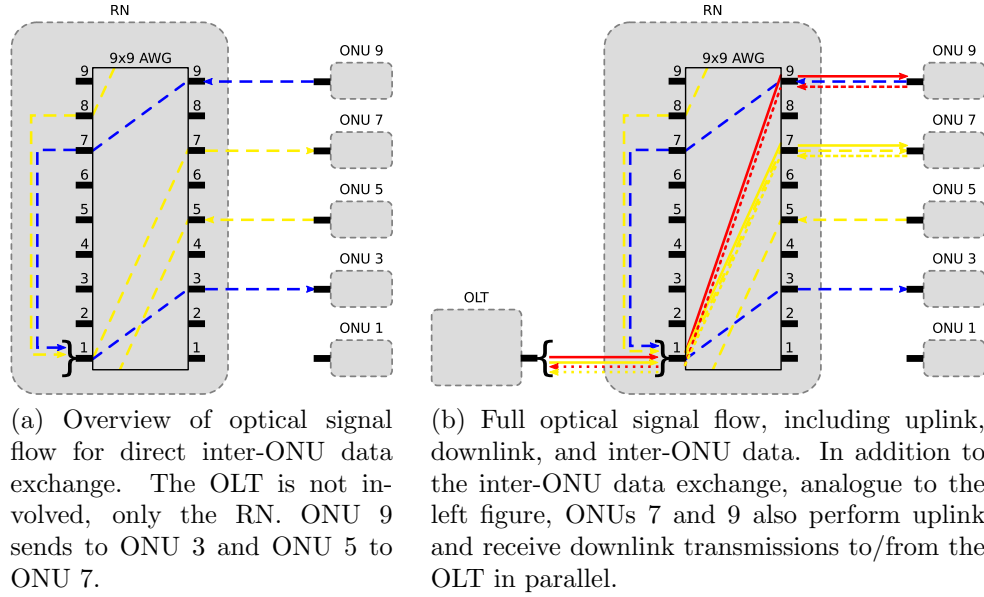 RN
9x9 AWG
9
8
7
6
5
4
3
2
1
9
8
7
6
5
4
3
2
1
ONU 9
ONU 7
ONU 5
ONU 3
ONU 1
(a) Overview of optical signal
flow for direct inter-ONU data
exchange. The OLT is not in-
volved, only the RN. ONU 9
sends to ONU 3 and ONU 5 to
ONU 7.
OLT
RN
9x9 AWG
9
8
7
6
5
4
3
2
1
9
8
7
6
5
4
3
2
1
ONU 9
ONU 7
ONU 5
ONU 3
ONU 1
(b) Full optical signal flow, including uplink,
downlink, and inter-ONU data. In addition to
the inter-ONU data exchange, analogue to the
left figure, ONUs 7 and 9 also perform uplink
and receive downlink transmissions to/from the
OLT in parallel.